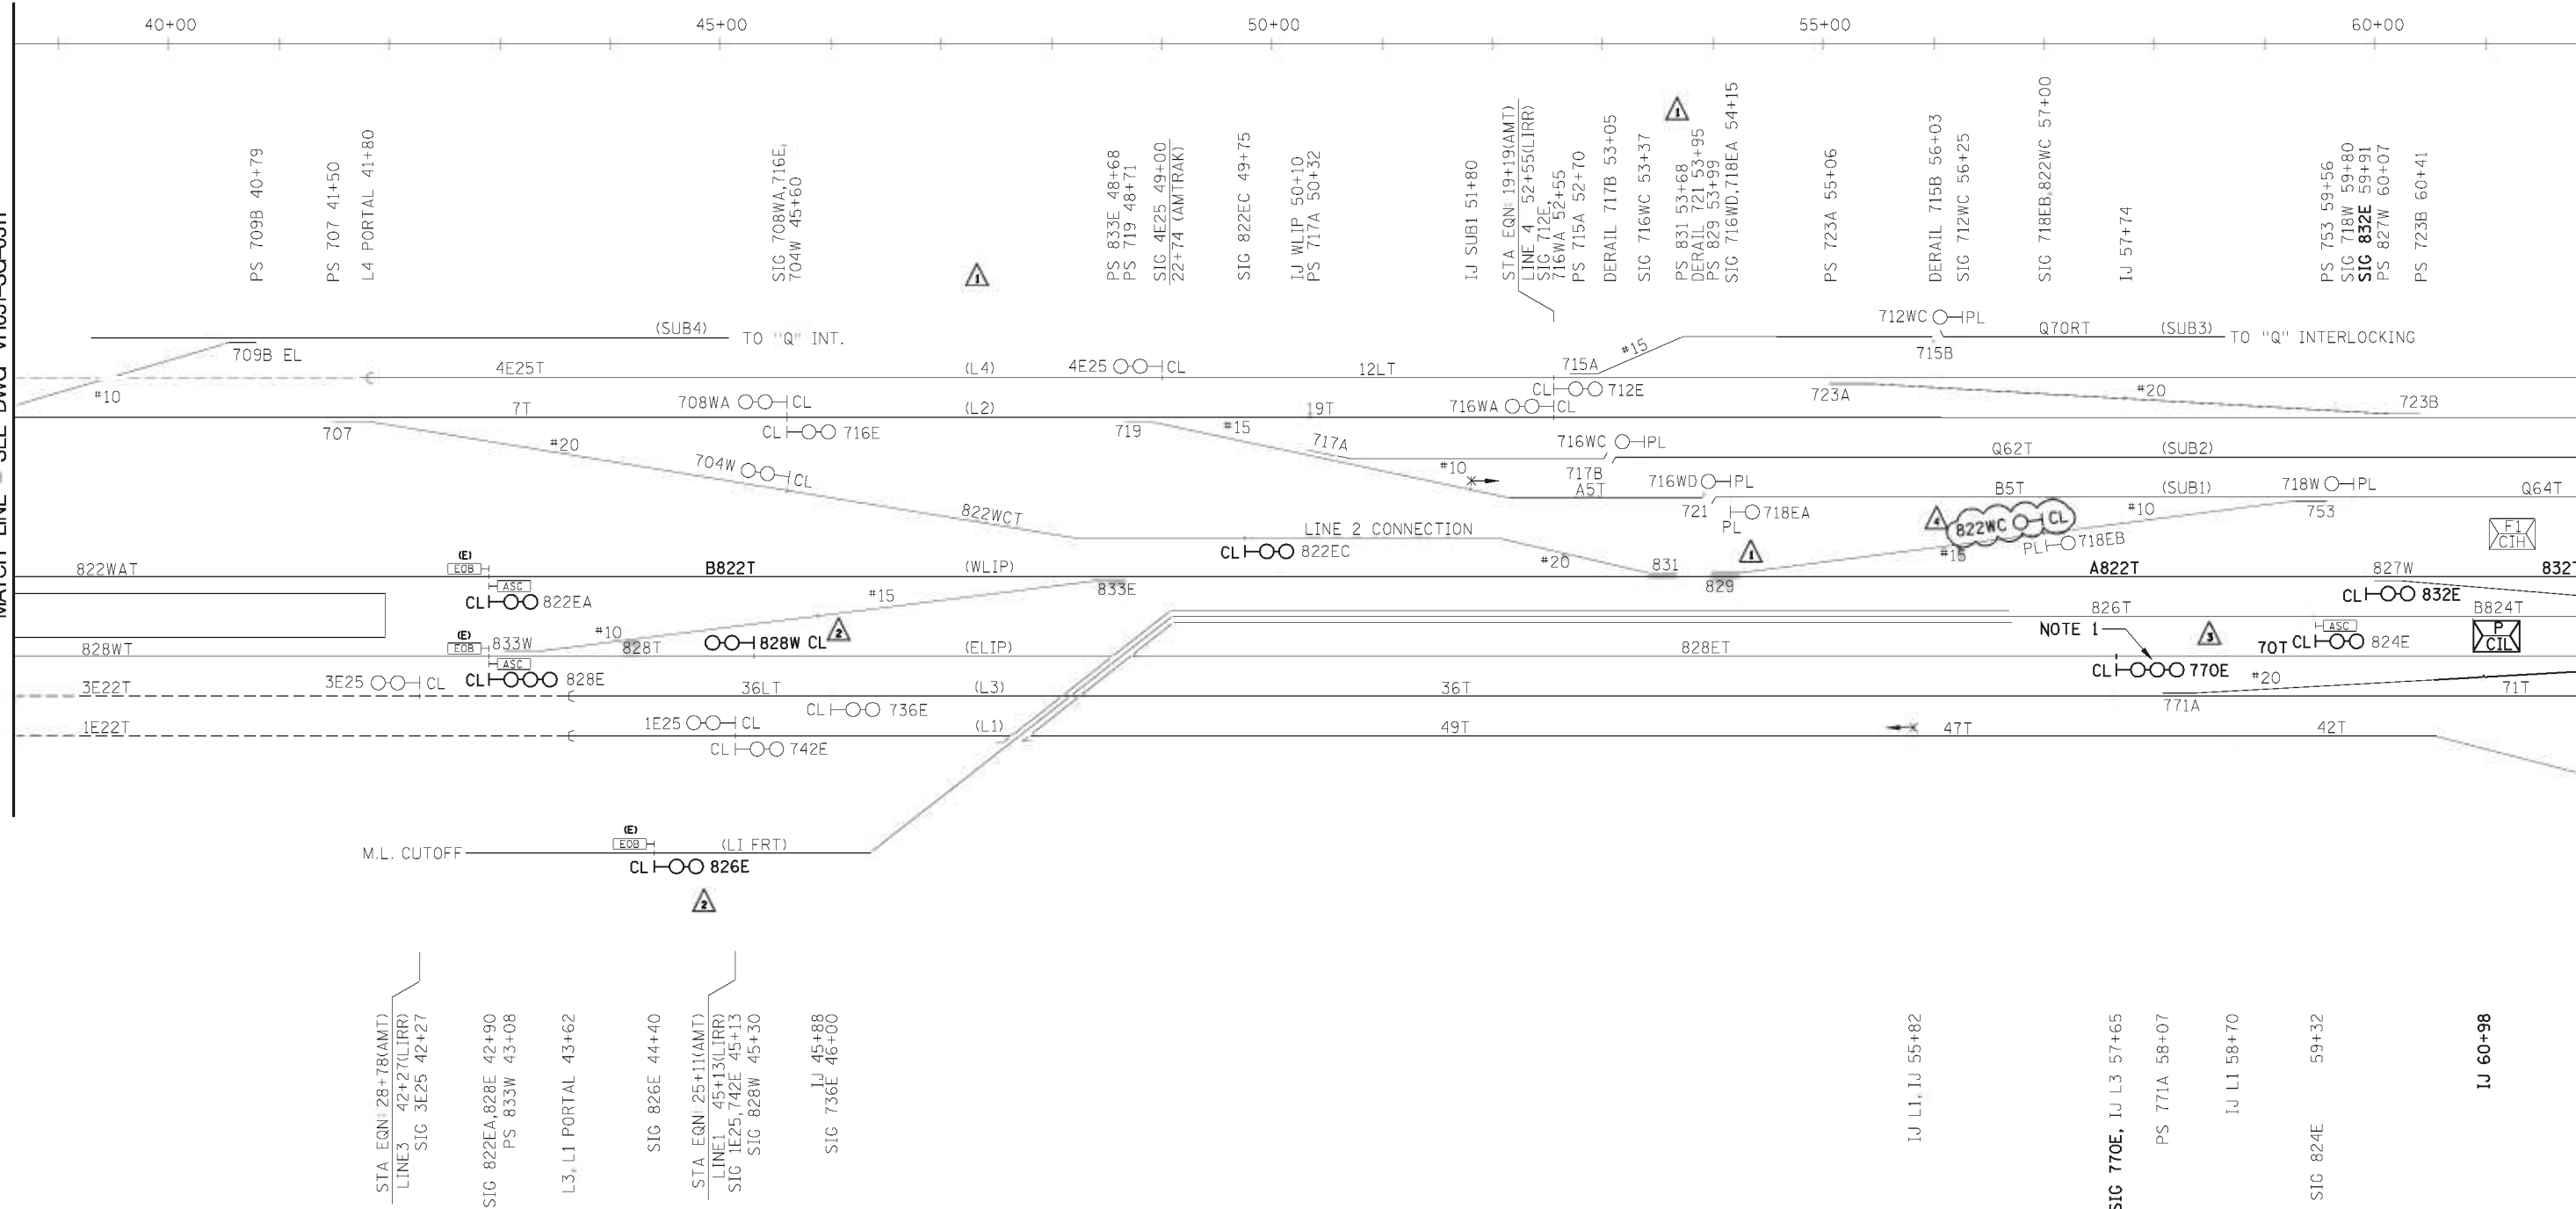 40+00
45+00
50+00
55+00
60+00
PS 709B 40+79
PS 707 41+50
L4 PORTAL 41+80
SIG 708WA,716E,
704W 45+60
PS 833E 48+68
PS 719 48+71
SIG 4E25 49+00
22+74 (AMTRAK)
SIG 822EC 49+75
IJ WLIP 50+10
PS 717A 50+32
IJ SUB1 51+80
STA EQN: 19+19(AMT)
LINE 4 52+55(LIRR)
SIG 712E,
716WA 52+55
PS 715A 52+70
DERAIL 717B 53+05
SIG 716WC 53+37
1
PS 831 53+68
DERAIL 721 53+95
PS 829 53+99
SIG 716WD,718EA 54+15
PS 723A 55+06
DERAIL 715B 56+03
SIG 712WC 56+25
SIG 718EB,822WC 57+00
IJ 57+74
PS 753 59+56
SIG 718W 59+80
SIG 832E 59+91
PS 827W 60+07
PS 723B 60+41
1
MATCH LINE - SEE DWG
(SUB4) TO "Q" INT.
712WC PL
Q70RT (SUB3) TO "Q" INTERLOCKING
709B EL
#15
715B
4E25T (L4) 4E25 CL 12LT 715A
#10
CL 712E
723A #20 723B
7T 708WA CL (L2) 19T 716WA CL
707 CL 716E 719 #15
#20
717A 716WC PL Q62T (SUB2)
704W CL
#10 717B
A5T 716WD PL B5T (SUB1) 718W PL Q64T
721 PL 718EA 753
822WCT LINE 2 CONNECTION
4 822WC CL #10
F1
CIH
CL 822EC #20 831 1 #15 PL 718EB
(E)
822WAT EOB B822T (WLIP) A822T 827W 832T
ASC
833E 829
CL 822EA #15 CL 832E
826T B824T
(E)
#10 2 NOTE 1 3 ASC P
CIL
828WT EOB 833W 828T 828W CL (ELIP) 828ET 70T CL 824E
ASC
CL 828E CL 770E #20
3E22T 3E25 CL 36LT (L3) 36T 71T
CL 736E 771A
1E22T 1E25 CL (L1) 49T 47T 42T
CL 742E
(E)
M.L. CUTOFF EOB (LI FRT)
CL 826E
2
STA EQN: 28+78(AMT)
LINE3 42+27(LIRR)
SIG 3E25 42+27
SIG 822EA,828E 42+90
PS 833W 43+08
L3, L1 PORTAL 43+62
SIG 826E 44+40
STA EQN: 25+11(AMT)
LINE1 45+13(LIRR)
SIG 1E25,742E 45+13
SIG 828W 45+30
IJ 45+88
SIG 736E 46+00
IJ L1, IJ 55+82
SIG 770E, IJ L3 57+65
PS 771A 58+07
IJ L1 58+70
SIG 824E 59+32
IJ 60+98